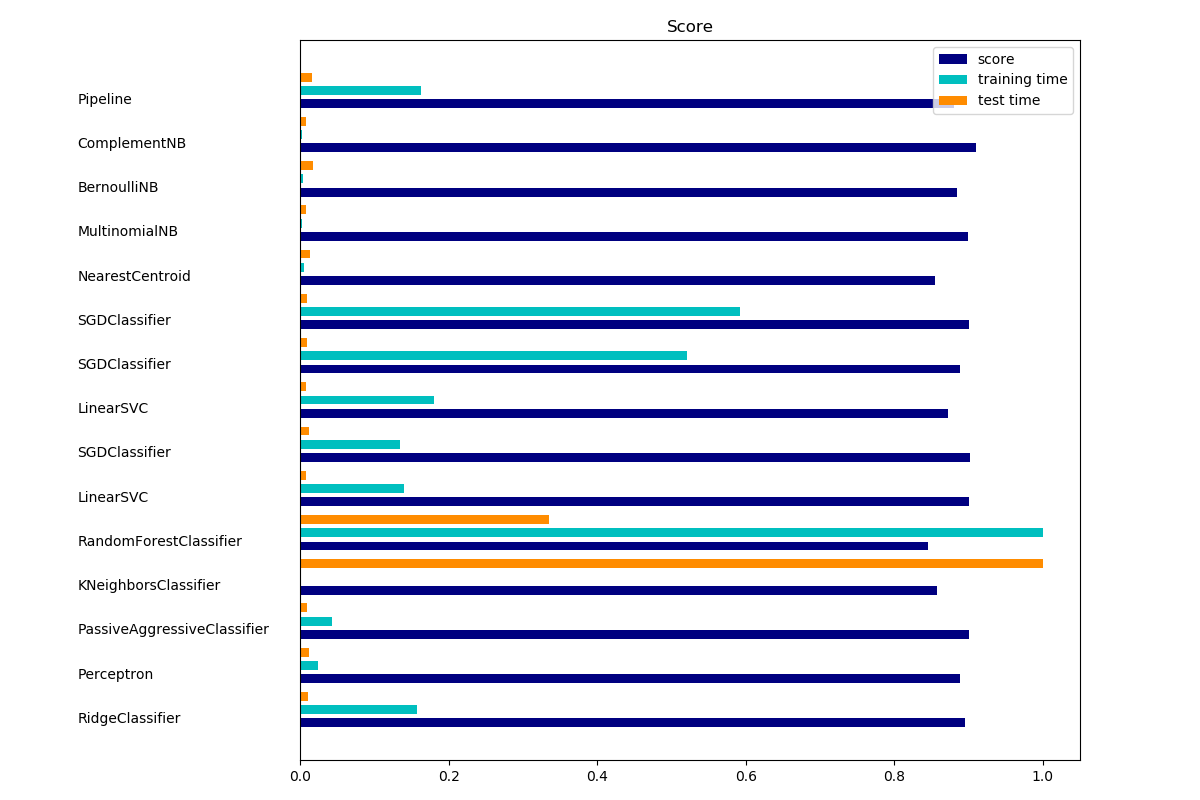 Score
score
training time
test time
Pipeline
ComplementNB
BernoulliNB
MultinomialNB
NearestCentroid
SGDClassifier
SGDClassifier
LinearSVC
SGDClassifier
LinearSVC
RandomForestClassifier
KNeighborsClassifier
PassiveAggressiveClassifier
Perceptron
RidgeClassifier
0.0 0.2 0.4 0.6 0.8 1.0